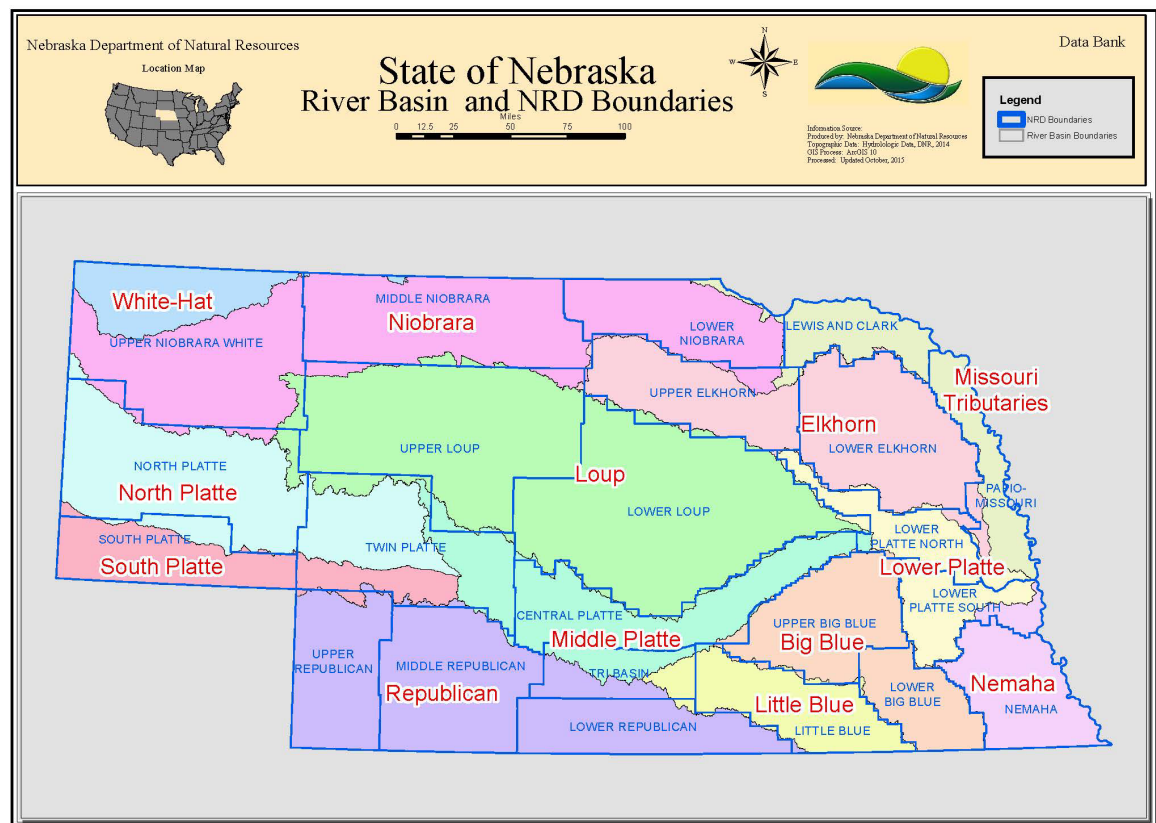 Nebraska Department of Natural Resources
Location Map
State of Nebraska
River Basin and NRD Boundaries
Miles
0 12.5 25 50 75 100
N
W E
S
Information Source:
Produced by: Nebraska Department of Natural Resources
Topographic Data: Hydrolologic Data, DNR, 2014
GIS Process: ArcGIS 10
Processed: Updated October, 2015
Data Bank
Legend
NRD Boundaries
River Basin Boundaries
White-Hat
UPPER NIOBRARA WHITE
MIDDLE NIOBRARA
Niobrara
LOWER
NIOBRARA
LEWIS AND CLARK
Missouri
Tributaries
UPPER ELKHORN
Elkhorn
LOWER ELKHORN
UPPER LOUP
Loup
LOWER LOUP
NORTH PLATTE
North Platte
PAPIO-
MISSOURI
SOUTH PLATTE
South Platte
TWIN PLATTE
LOWER
PLATTE NORTH
Lower Platte
LOWER
PLATTE SOUTH
CENTRAL PLATTE
Middle Platte
UPPER BIG BLUE
Big Blue
UPPER
REPUBLICAN
MIDDLE REPUBLICAN
Republican
TRI BASIN
LOWER REPUBLICAN
Little Blue
LITTLE BLUE
LOWER
BIG BLUE
Nemaha
NEMAHA